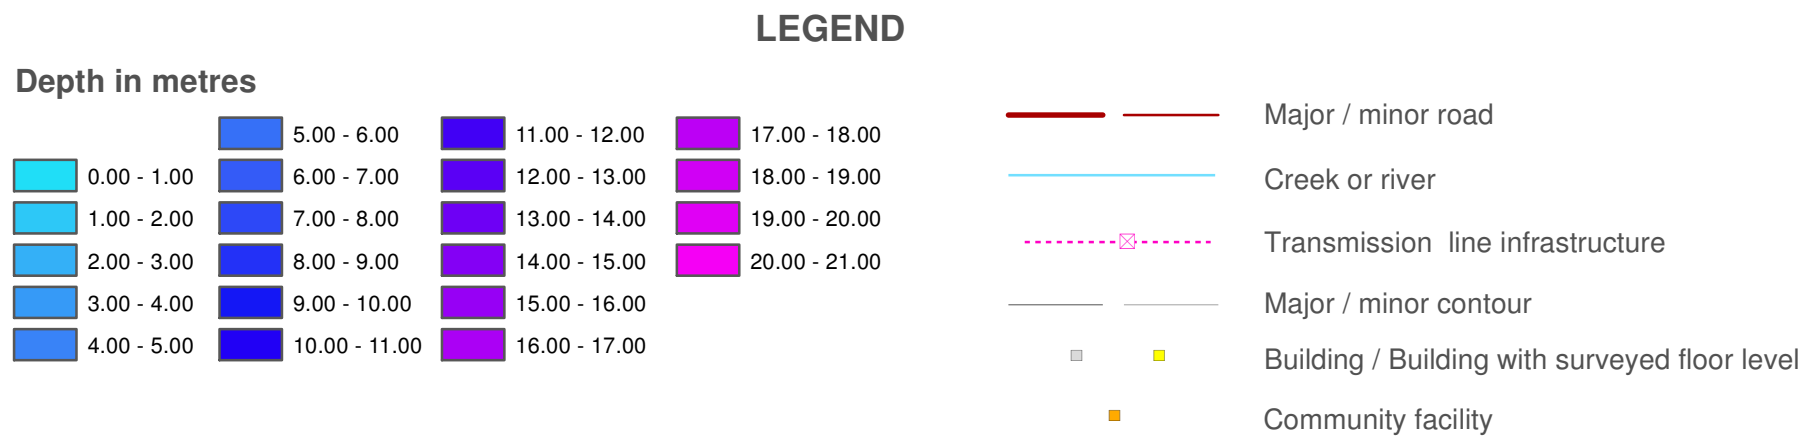 LEGEND
Depth in metres
0.00 - 1.00
1.00 - 2.00
2.00 - 3.00
3.00 - 4.00
4.00 - 5.00
5.00 - 6.00
6.00 - 7.00
7.00 - 8.00
8.00 - 9.00
9.00 - 10.00
10.00 - 11.00
11.00 - 12.00
12.00 - 13.00
13.00 - 14.00
14.00 - 15.00
15.00 - 16.00
16.00 - 17.00
17.00 - 18.00
18.00 - 19.00
19.00 - 20.00
20.00 - 21.00
Major / minor road
Creek or river
Transmission line infrastructure
Major / minor contour
Building / Building with surveyed floor level
Community facility